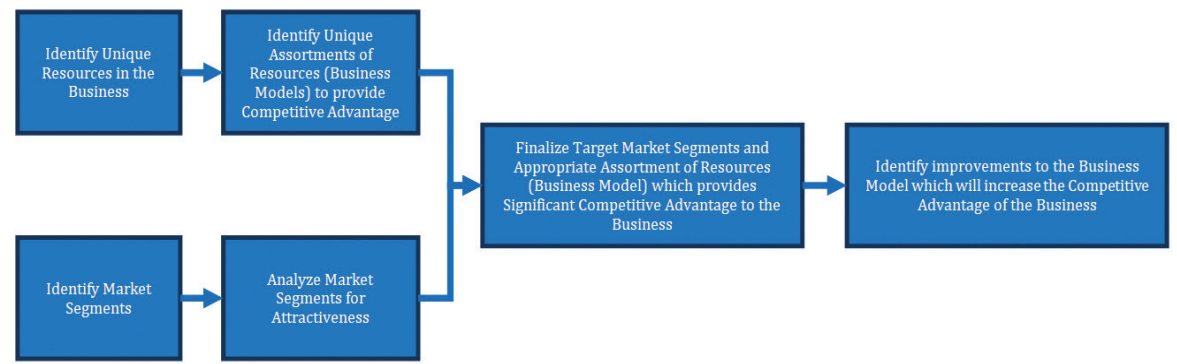 Identify Unique
Resources in the
Business
Identify Unique
Assortments of
Resources (Business
Models) to provide
Competitive Advantage
Finalize Target Market Segments and
Appropriate Assortment of Resources
(Business Model) which provides
Significant Competitive Advantage to the
Business
Identify improvements to the Business
Model which will increase the Competitive
Advantage of the Business
Identify Market
Segments
Analyze Market
Segments for
Attractiveness